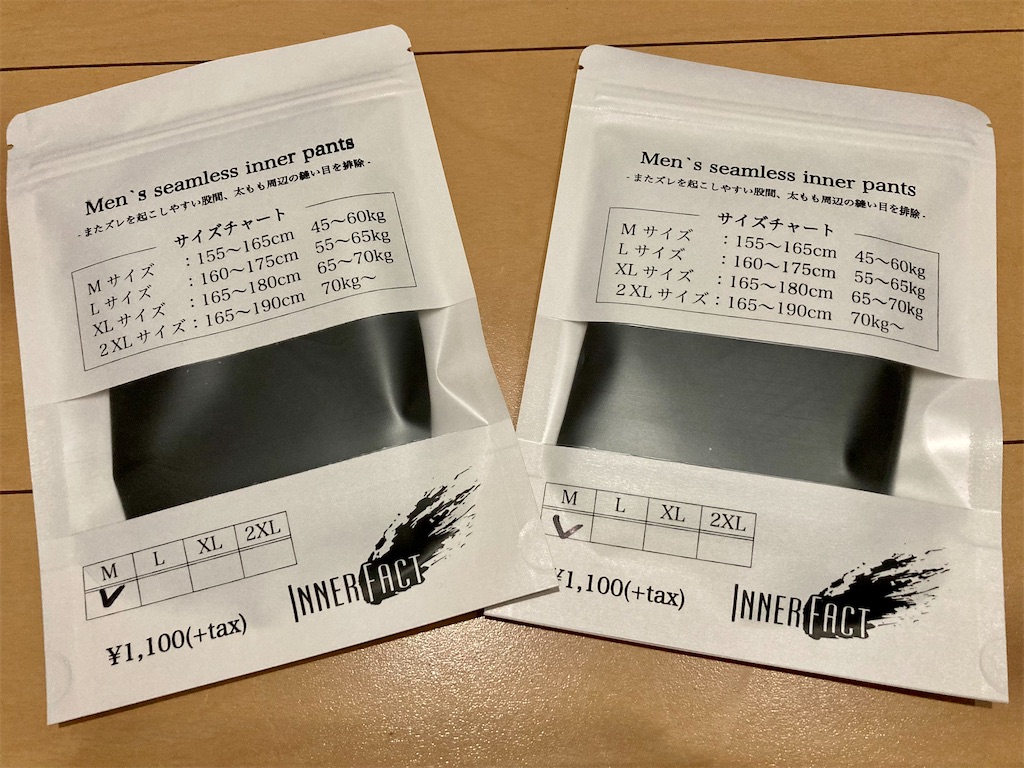 Men`s seamless inner pants
- またズレを起こしやすい股間、太もも周辺の縫い目を排除 -
サイズチャート
Mサイズ : 155〜165cm 45〜60kg
Lサイズ : 160〜175cm 55〜65kg
XLサイズ : 165〜180cm 65〜70kg
2XLサイズ : 165〜190cm 70kg〜
M L XL 2XL
¥1,100(+tax)
INNERFACT
Men`s seamless inner pants
- またズレを起こしやすい股間、太もも周辺の縫い目を排除 -
サイズチャート
Mサイズ : 155〜165cm 45〜60kg
Lサイズ : 160〜175cm 55〜65kg
XLサイズ : 165〜180cm 65〜70kg
2XLサイズ : 165〜190cm 70kg〜
M L XL 2XL
¥1,100(+tax)
INNERFACT